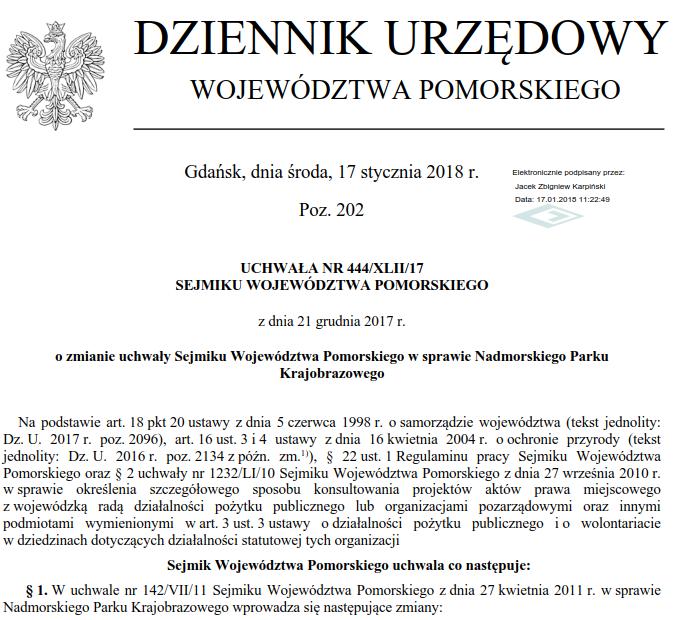 DZIENNIK URZĘDOWY
WOJEWÓDZTWA POMORSKIEGO
Gdańsk, dnia środa, 17 stycznia 2018 r.
Elektronicznie podpisany przez:
Jacek Zbigniew Karpiński
Data: 17.01.2018 11:22:49
Poz. 202
UCHWAŁA NR 444/XLII/17
SEJMIKU WOJEWÓDZTWA POMORSKIEGO
z dnia 21 grudnia 2017 r.
o zmianie uchwały Sejmiku Województwa Pomorskiego w sprawie Nadmorskiego Parku
Krajobrazowego
Na podstawie art. 18 pkt 20 ustawy z dnia 5 czerwca 1998 r. o samorządzie województwa (tekst jednolity:
Dz. U. 2017 r. poz. 2096), art. 16 ust. 3 i 4 ustawy z dnia 16 kwietnia 2004 r. o ochronie przyrody (tekst
jednolity: Dz. U. 2016 r. poz. 2134 z późn. zm.¹⁾), § 22 ust. 1 Regulaminu pracy Sejmiku Województwa
Pomorskiego oraz § 2 uchwały nr 1232/LI/10 Sejmiku Województwa Pomorskiego z dnia 27 września 2010 r.
w sprawie określenia szczegółowego sposobu konsultowania projektów aktów prawa miejscowego
z wojewódzką radą działalności pożytku publicznego lub organizacjami pozarządowymi oraz innymi
podmiotami wymienionymi w art. 3 ust. 3 ustawy o działalności pożytku publicznego i o wolontariacie
w dziedzinach dotyczących działalności statutowej tych organizacji
Sejmik Województwa Pomorskiego uchwala co następuje:
§ 1. W uchwale nr 142/VII/11 Sejmiku Województwa Pomorskiego z dnia 27 kwietnia 2011 r. w sprawie
Nadmorskiego Parku Krajobrazowego wprowadza się następujące zmiany: